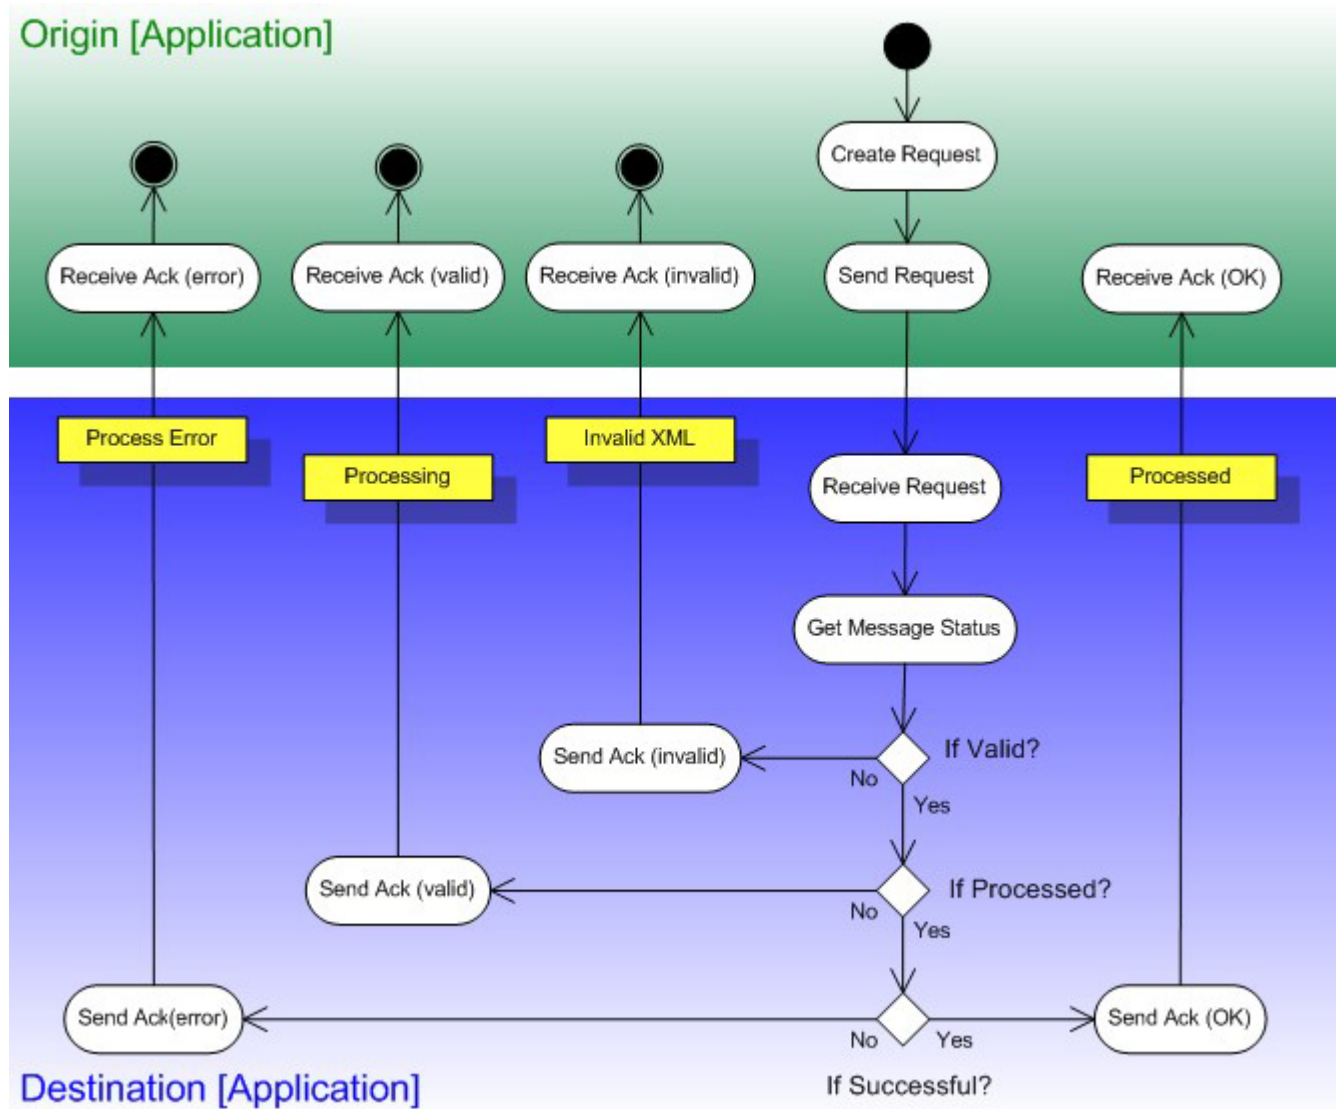 Origin [Application]
Create Request
Receive Ack (error)
Receive Ack (valid)
Receive Ack (invalid)
Send Request
Receive Ack (OK)
Process Error
Processing
Invalid XML
Receive Request
Processed
Get Message Status
Send Ack (invalid)
No
If Valid?
Yes
Send Ack (valid)
No
If Processed?
Yes
Send Ack(error)
No
Yes
Send Ack (OK)
If Successful?
Destination [Application]